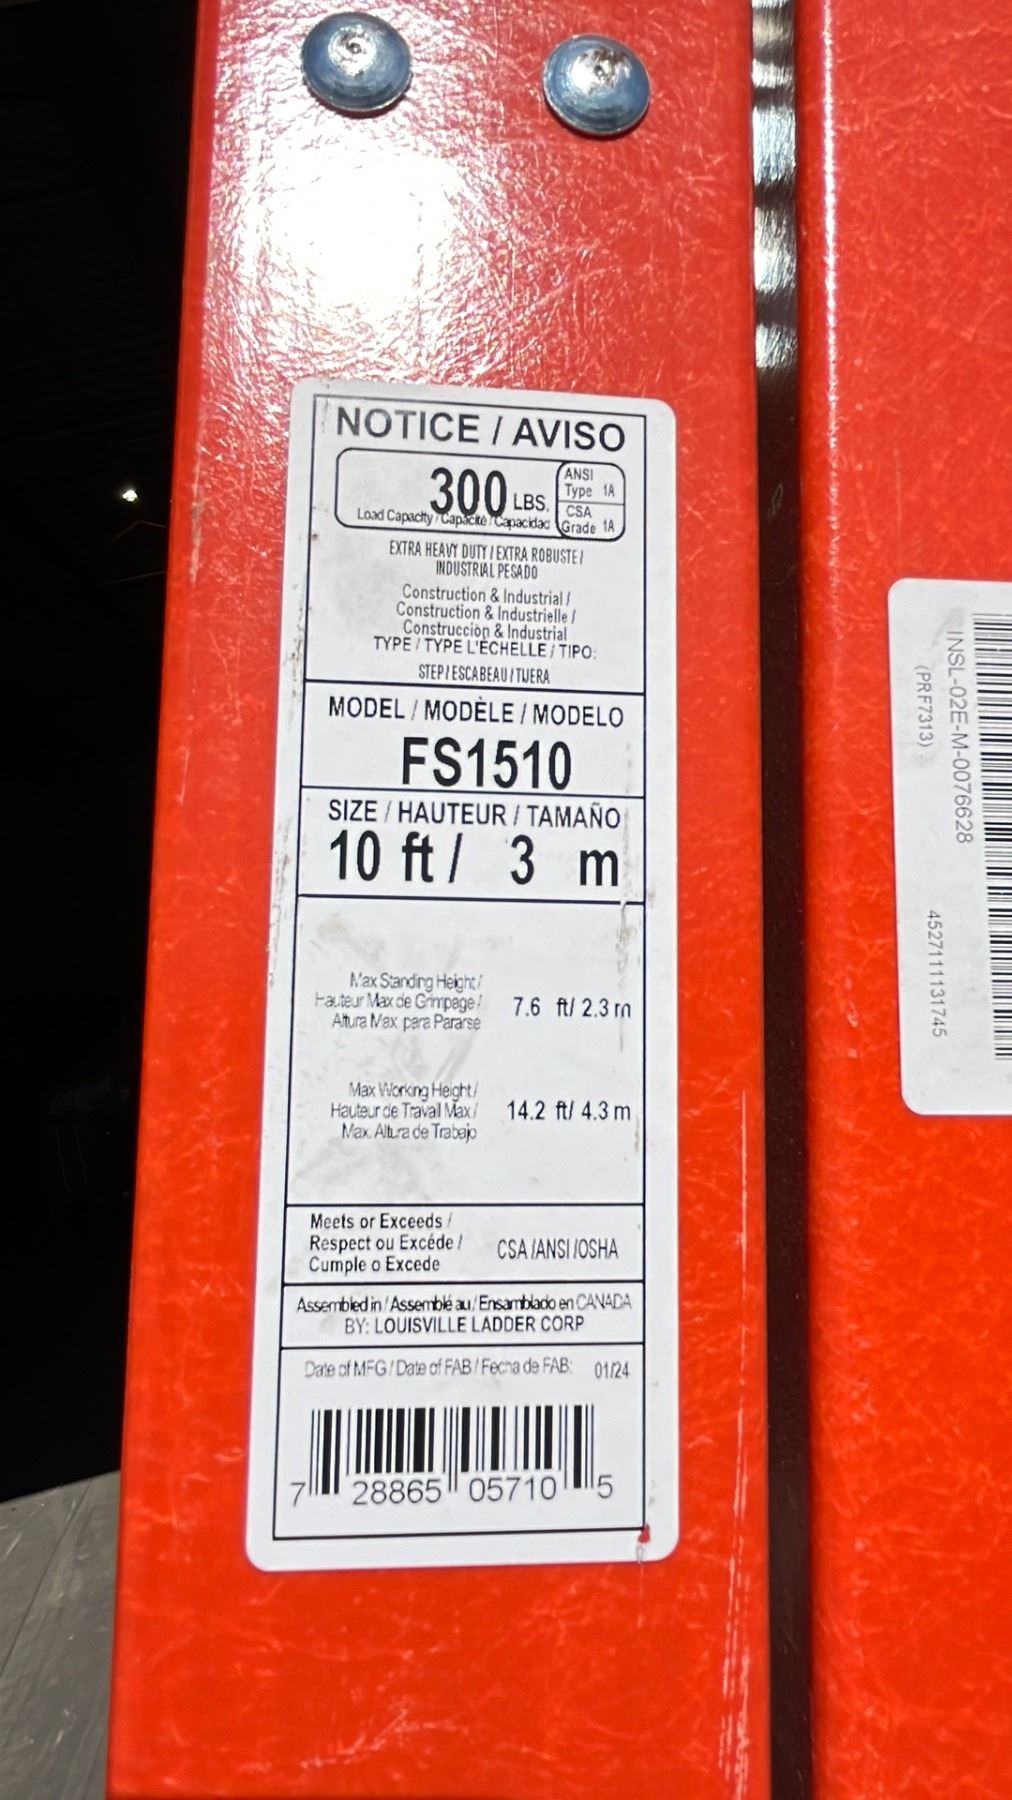 NOTICE / AVISO
300 LBS.
Load Capacity / Capacité / Capacidad
ANSI
Type 1A
CSA
Grade 1A
EXTRA HEAVY DUTY / EXTRA ROBUSTE /
INDUSTRIAL PESADO
Construction & Industrial /
Construction & Industrielle /
Construcciòn & Industrial
TYPE / TYPE L'ÉCHELLE / TIPO:
STEP / ESCABEAU / TIJERA
MODEL / MODÈLE / MODELO
FS1510
SIZE / HAUTEUR / TAMAÑO
10 ft / 3 m
Max Standing Height /
Hauteur Max de Grimpage /
Altura Max para Pararse
7.6 ft/ 2.3 m
Max Working Height /
Hauteur de Travail Max /
Max. Altura de Trabajo
14.2 ft/ 4.3 m
Meets or Exceeds /
Respect ou Excéde /
Cumple o Excede
CSA /ANSI /OSHA
Assembled in / Assemblé au / Ensamblado en CANADA
BY: LOUISVILLE LADDER CORP
Date of MFG / Date of FAB / Fecha de FAB: 01/24
7 28865 05710 5
INSL-02E-M-0076628
(PRF7313)
4527111131745